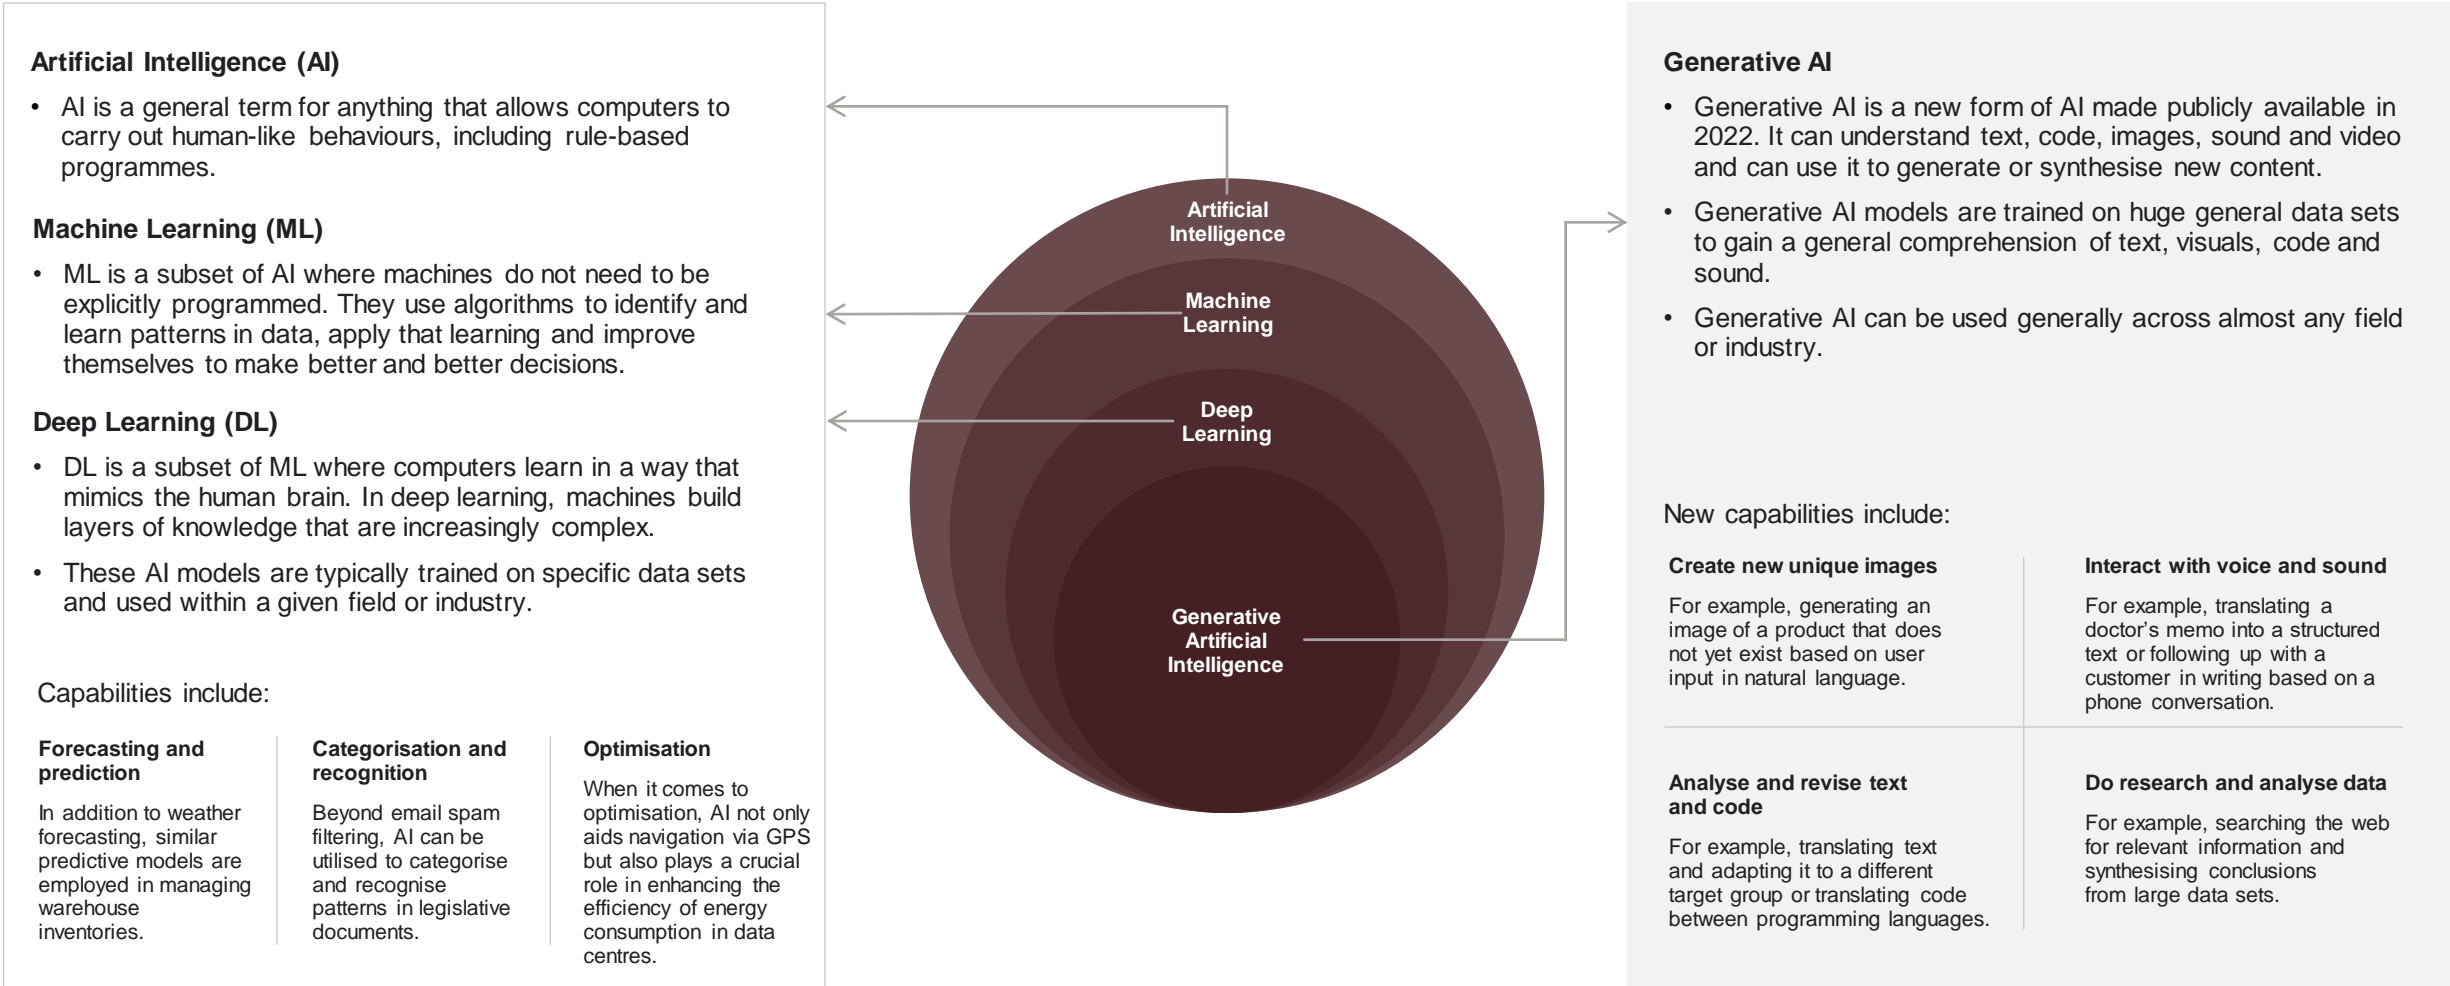 Artificial Intelligence (AI)
• AI is a general term for anything that allows computers to
carry out human-like behaviours, including rule-based
programmes.
Machine Learning (ML)
• ML is a subset of AI where machines do not need to be
explicitly programmed. They use algorithms to identify and
learn patterns in data, apply that learning and improve
themselves to make better and better decisions.
Deep Learning (DL)
• DL is a subset of ML where computers learn in a way that
mimics the human brain. In deep learning, machines build
layers of knowledge that are increasingly complex.
• These AI models are typically trained on specific data sets
and used within a given field or industry.
Capabilities include:
Forecasting and
prediction
In addition to weather
forecasting, similar
predictive models are
employed in managing
warehouse
inventories.
Categorisation and
recognition
Beyond email spam
filtering, AI can be
utilised to categorise
and recognise
patterns in legislative
documents.
Optimisation
When it comes to
optimisation, AI not only
aids navigation via GPS
but also plays a crucial
role in enhancing the
efficiency of energy
consumption in data
centres.
Artificial
Intelligence
Machine
Learning
Deep
Learning
Generative
Artificial
Intelligence
Generative AI
• Generative AI is a new form of AI made publicly available in
2022. It can understand text, code, images, sound and video
and can use it to generate or synthesise new content.
• Generative AI models are trained on huge general data sets
to gain a general comprehension of text, visuals, code and
sound.
• Generative AI can be used generally across almost any field
or industry.
New capabilities include:
Create new unique images
For example, generating an
image of a product that does
not yet exist based on user
input in natural language.
Interact with voice and sound
For example, translating a
doctor’s memo into a structured
text or following up with a
customer in writing based on a
phone conversation.
Analyse and revise text
and code
For example, translating text
and adapting it to a different
target group or translating code
between programming languages.
Do research and analyse data
For example, searching the web
for relevant information and
synthesising conclusions
from large data sets.